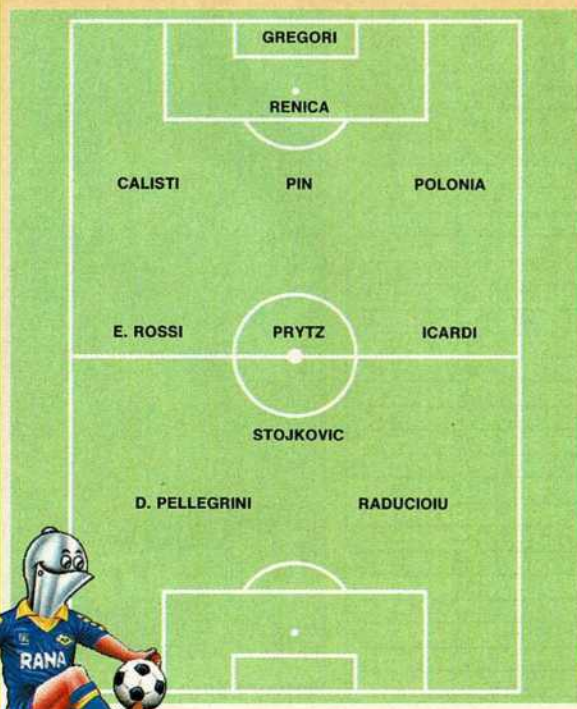 GREGORI
RENICA
CALISTI PIN POLONIA
E. ROSSI PRYTZ ICARDI
STOJKOVIC
D. PELLEGRINI RADUCIOIU
RANA